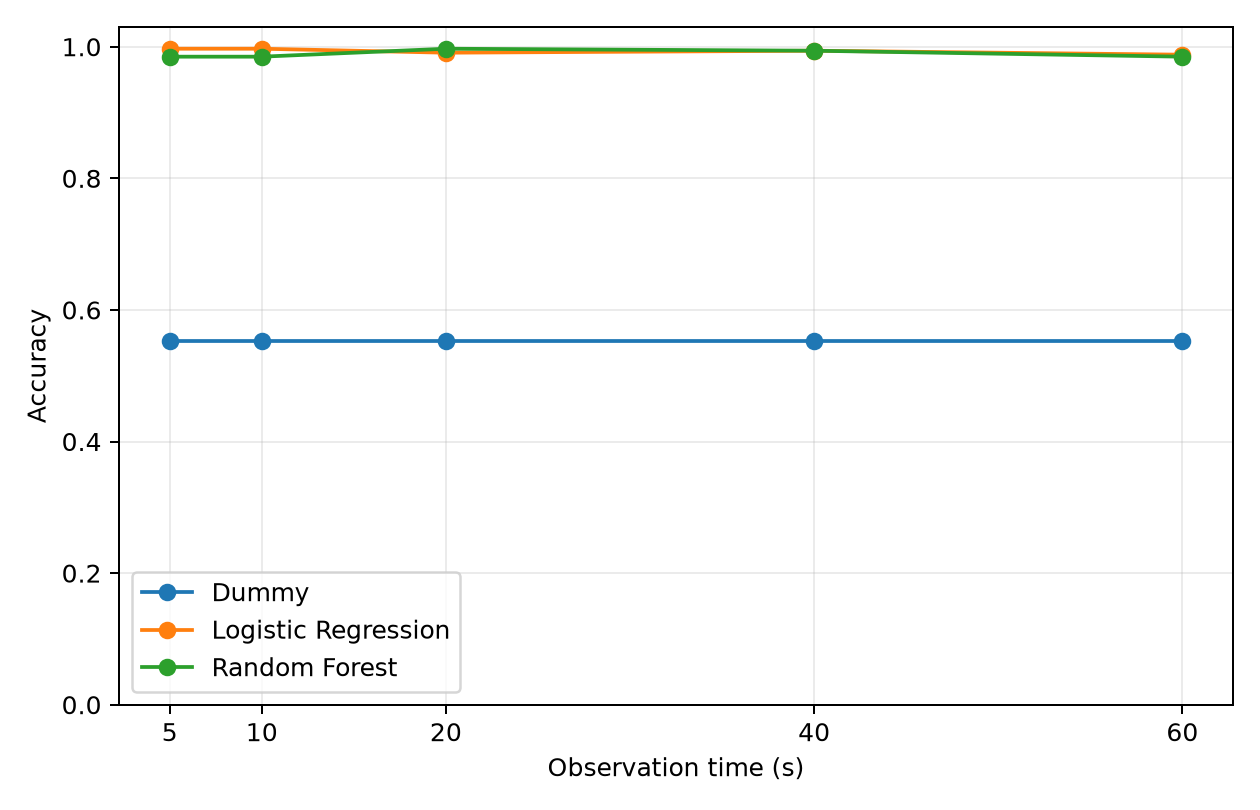 1.0
0.8
0.6
0.4
0.2
0.0
Accuracy
Dummy
Logistic Regression
Random Forest
5 10 20 40 60
Observation time (s)